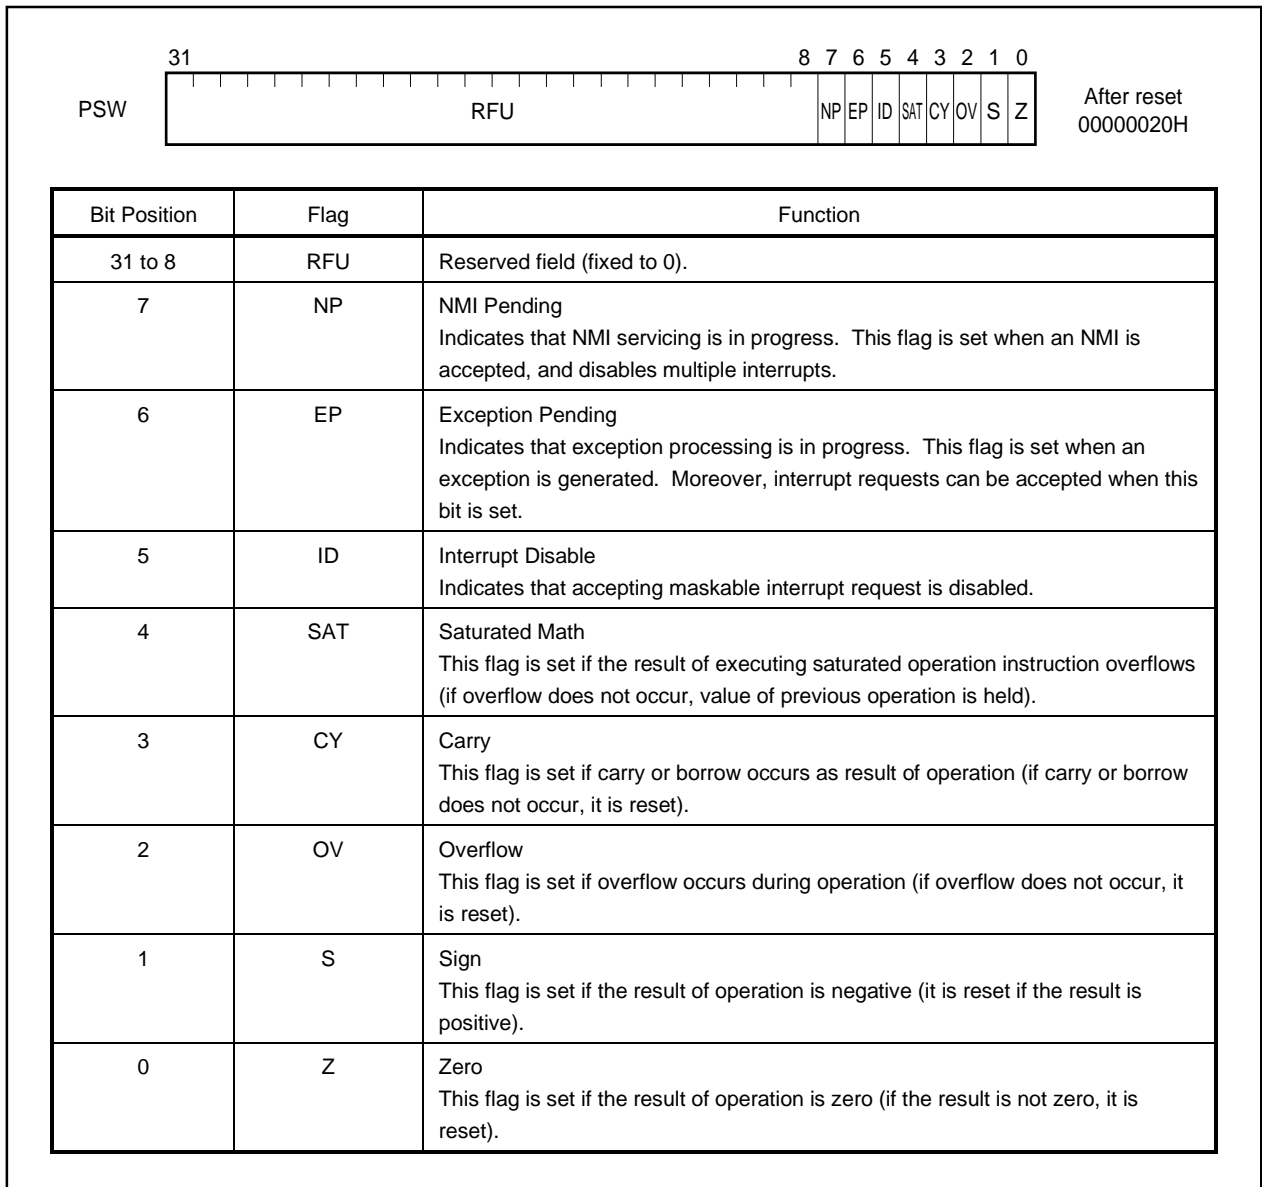 31 8 7 6 5 4 3 2 1 0
PSW RFU NP EP ID SAT CY OV S Z After reset
00000020H
Bit Position Flag Function
31 to 8 RFU Reserved field (fixed to 0).
7 NP NMI Pending
Indicates that NMI servicing is in progress. This flag is set when an NMI is
accepted, and disables multiple interrupts.
6 EP Exception Pending
Indicates that exception processing is in progress. This flag is set when an
exception is generated. Moreover, interrupt requests can be accepted when this
bit is set.
5 ID Interrupt Disable
Indicates that accepting maskable interrupt request is disabled.
4 SAT Saturated Math
This flag is set if the result of executing saturated operation instruction overflows
(if overflow does not occur, value of previous operation is held).
3 CY Carry
This flag is set if carry or borrow occurs as result of operation (if carry or borrow
does not occur, it is reset).
2 OV Overflow
This flag is set if overflow occurs during operation (if overflow does not occur, it
is reset).
1 S Sign
This flag is set if the result of operation is negative (it is reset if the result is
positive).
0 Z Zero
This flag is set if the result of operation is zero (if the result is not zero, it is
reset).